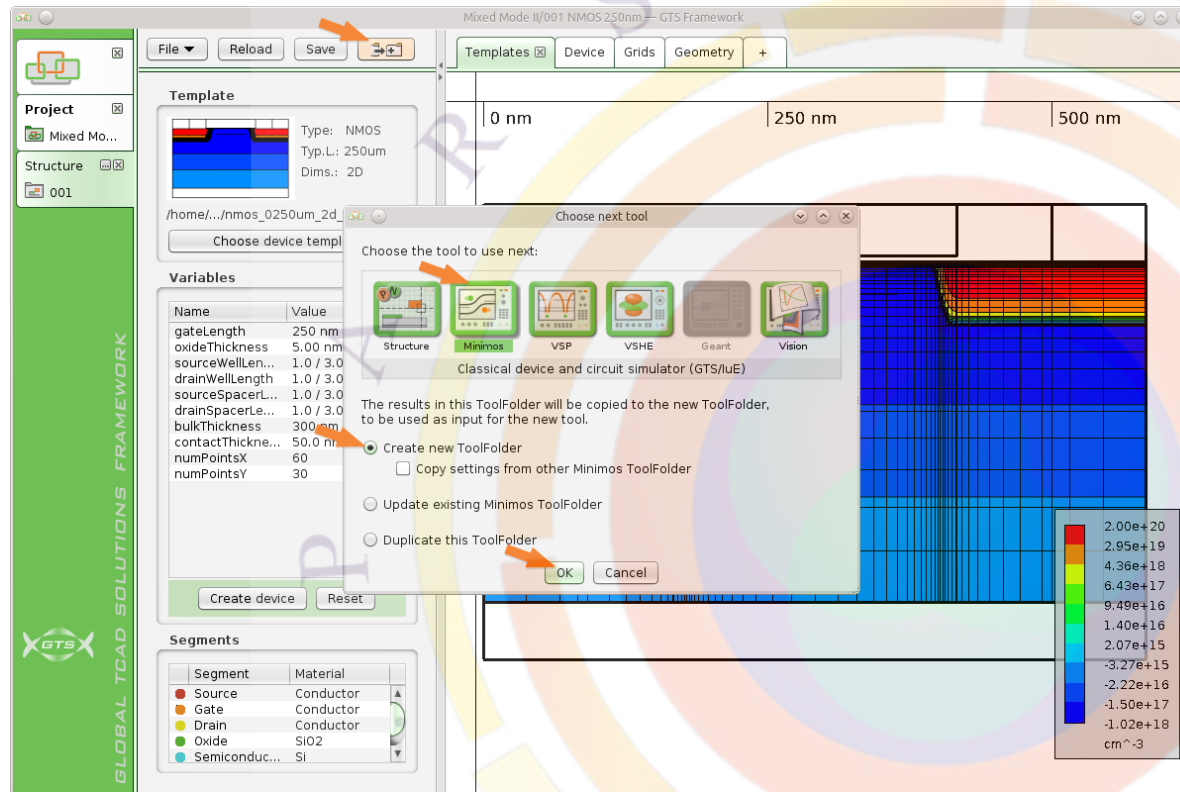 Mixed Mode II/001 NMOS 250nm — GTS Framework
File Reload Save
Templates Device Grids Geometry +
Project
Mixed Mo...
Structure
001
GLOBAL TCAD SOLUTIONS FRAMEWORK
GTS
Template
Type: NMOS
Typ.L.: 250um
Dims.: 2D
/home/.../nmos_0250um_2d_
Choose device templ
Variables
Name Value
gateLength 250 nm
oxideThickness 5.00 nm
sourceWellLen... 1.0 / 3.0
drainWellLength 1.0 / 3.0
sourceSpacerL... 1.0 / 3.0
drainSpacerLe... 1.0 / 3.0
bulkThickness 300 nm
contactThickne... 50.0 nm
numPointsX 60
numPointsY 30
Create device Reset
Segments
Segment Material
Source Conductor
Gate Conductor
Drain Conductor
Oxide SiO2
Semiconduc... Si
0 nm 250 nm 500 nm
Choose next tool
Choose the tool to use next:
P N
Structure Minimos VSP VSHE Geant Vision
Classical device and circuit simulator (GTS/IuE)
The results in this ToolFolder will be copied to the new ToolFolder,
to be used as input for the new tool.
Create new ToolFolder
Copy settings from other Minimos ToolFolder
Update existing Minimos ToolFolder
Duplicate this ToolFolder
OK Cancel
2.00e+20
2.95e+19
4.36e+18
6.43e+17
9.49e+16
1.40e+16
2.07e+15
-3.27e+15
-2.22e+16
-1.50e+17
-1.02e+18
cm^-3
P A R S